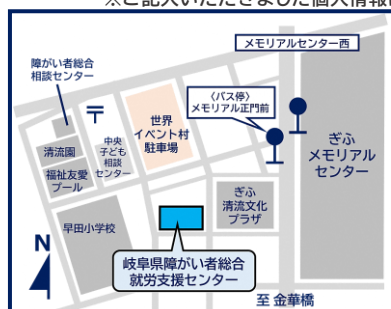 ※ご記入いただきました個人情報
メモリアルセンター西
障がい者総合
相談センター
〈バス停〉
メモリアル正門前
世界
イベント村
駐車場
中央
子ども
相談
センター
清流園
福祉友愛
プール
ぎふ
メモリアル
センター
ぎふ
清流文化
プラザ
早田小学校
N
岐阜県障がい者総合
就労支援センター
至 金華橋